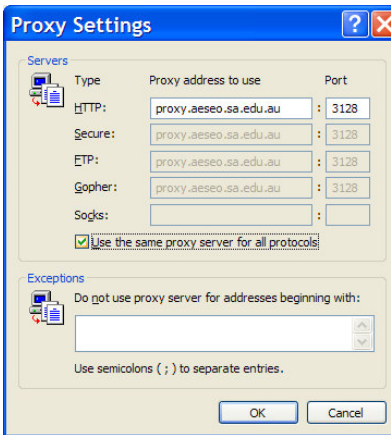 Proxy Settings
Servers
Type Proxy address to use Port
HTTP: proxy.aeseo.sa.edu.au : 3128
Secure: proxy.aeseo.sa.edu.au : 3128
FTP: proxy.aeseo.sa.edu.au : 3128
Gopher: proxy.aeseo.sa.edu.au : 3128
Socks: :
Use the same proxy server for all protocols
Exceptions
Do not use proxy server for addresses beginning with:
Use semicolons ( ; ) to separate entries.
OK Cancel